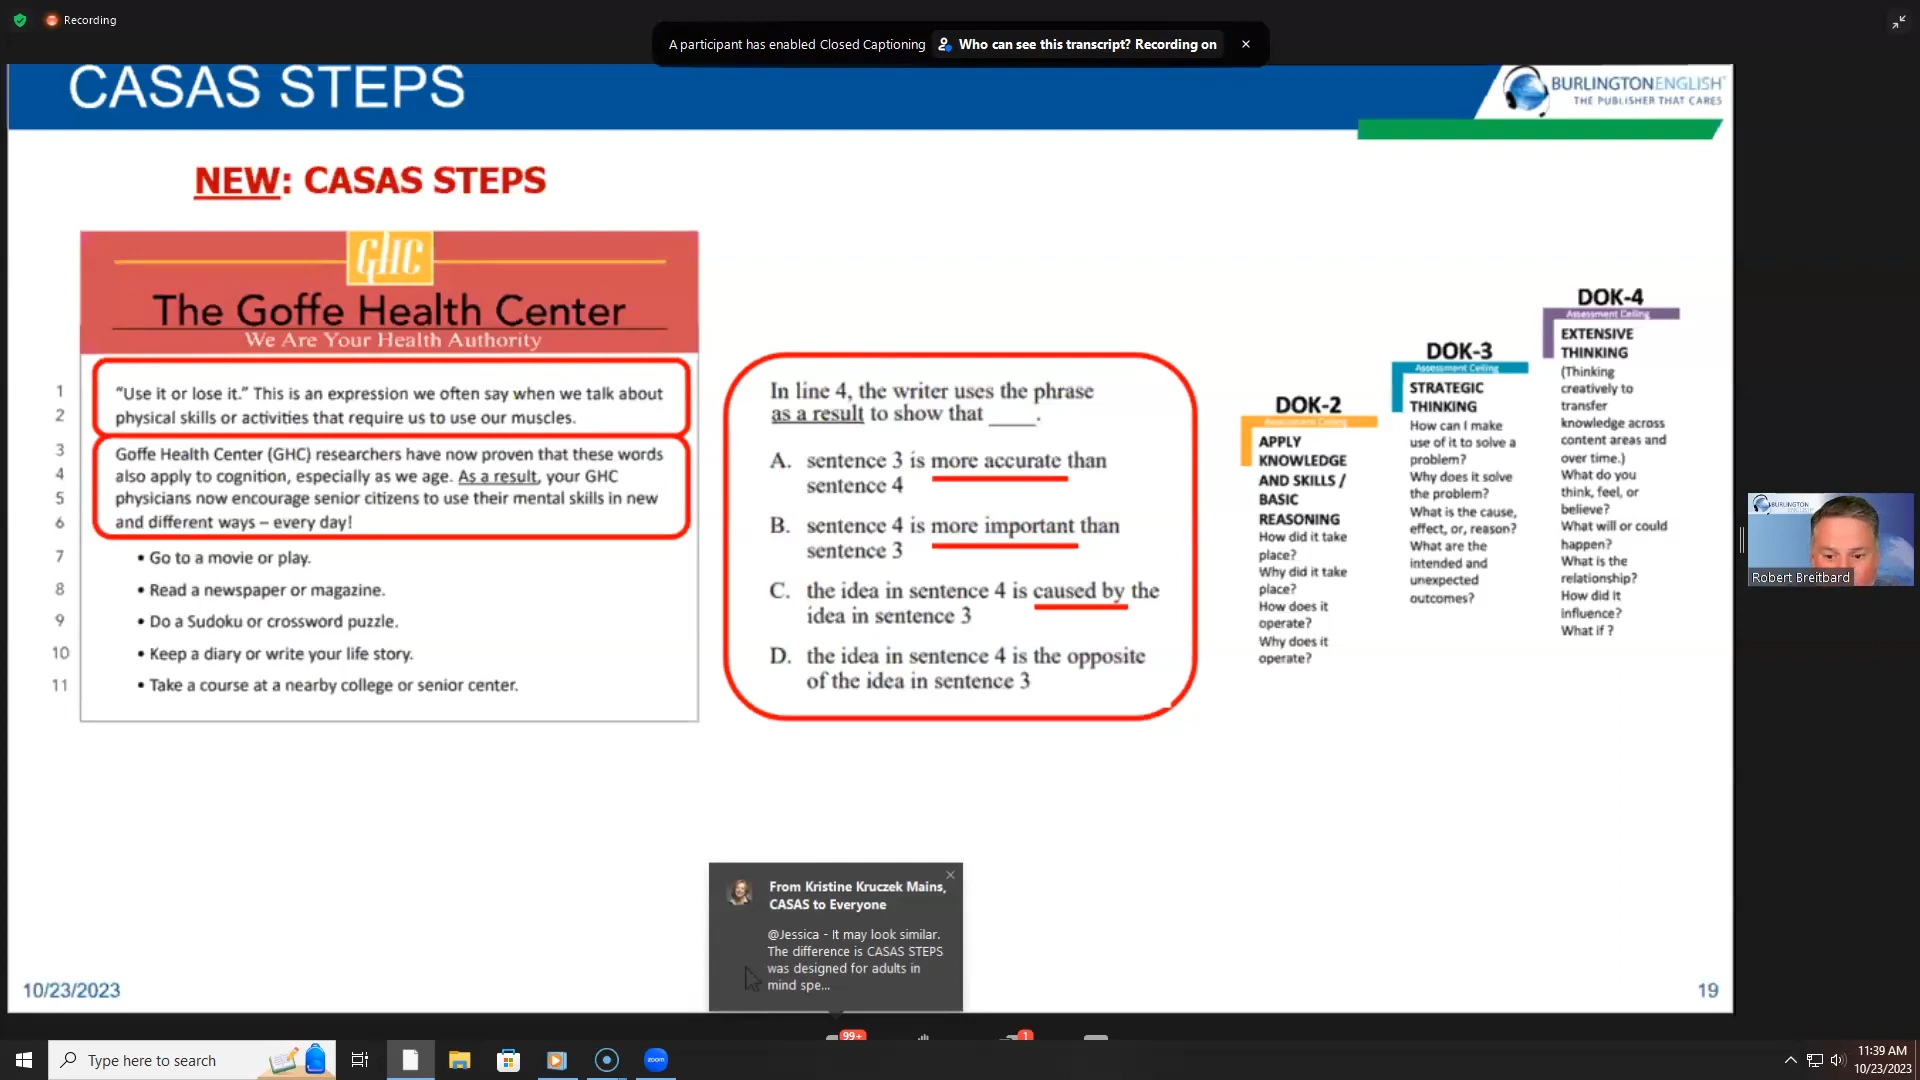 Recording
A participant has enabled Closed Captioning Who can see this transcript? Recording on
CASAS STEPS
BURLINGTONENGLISH
THE PUBLISHER THAT CARES
NEW: CASAS STEPS
GHC
The Goffe Health Center
We Are Your Health Authority
1 “Use it or lose it.” This is an expression we often say when we talk about
2 physical skills or activities that require us to use our muscles.
3 Goffe Health Center (GHC) researchers have now proven that these words
4 also apply to cognition, especially as we age. As a result, your GHC
5 physicians now encourage senior citizens to use their mental skills in new
6 and different ways – every day!
7 • Go to a movie or play.
8 • Read a newspaper or magazine.
9 • Do a Sudoku or crossword puzzle.
10 • Keep a diary or write your life story.
11 • Take a course at a nearby college or senior center.
In line 4, the writer uses the phrase
as a result to show that ____.
A. sentence 3 is more accurate than
sentence 4
B. sentence 4 is more important than
sentence 3
C. the idea in sentence 4 is caused by the
idea in sentence 3
D. the idea in sentence 4 is the opposite
of the idea in sentence 3
DOK-2
Assessment Ceiling
APPLY
KNOWLEDGE
AND SKILLS /
BASIC
REASONING
How did it take
place?
Why did it take
place?
How does it
operate?
Why does it
operate?
DOK-3
Assessment Ceiling
STRATEGIC
THINKING
How can I make
use of it to solve a
problem?
Why does it solve
the problem?
What is the cause,
effect, or, reason?
What are the
intended and
unexpected
outcomes?
DOK-4
Assessment Ceiling
EXTENSIVE
THINKING
(Thinking
creatively to
transfer
knowledge across
content areas and
over time.)
What do you
think, feel, or
believe?
What will or could
happen?
What is the
relationship?
How did it
influence?
What if ?
BURLINGTON
Robert Breitbard
From Kristine Kruczek Mains,
CASAS to Everyone
@Jessica - It may look similar.
The difference is CASAS STEPS
was designed for adults in
mind spe...
10/23/2023
19
99+
1
Type here to search
zoom
11:39 AM
10/23/2023